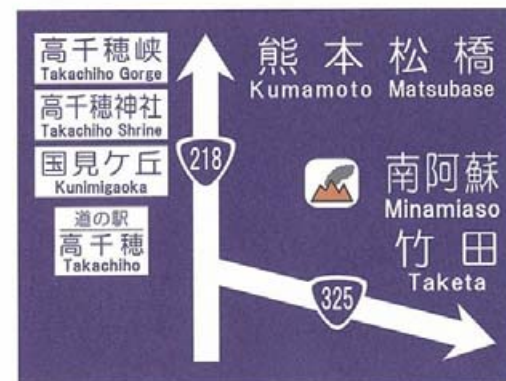 高千穂峡
Takachiho Gorge
高千穂神社
Takachiho Shrine
国見ケ丘
Kunimigaoka
道の駅
高千穂
Takachiho
218
熊本 松橋
Kumamoto Matsubase
南阿蘇
Minamiaso
竹田
Taketa
325